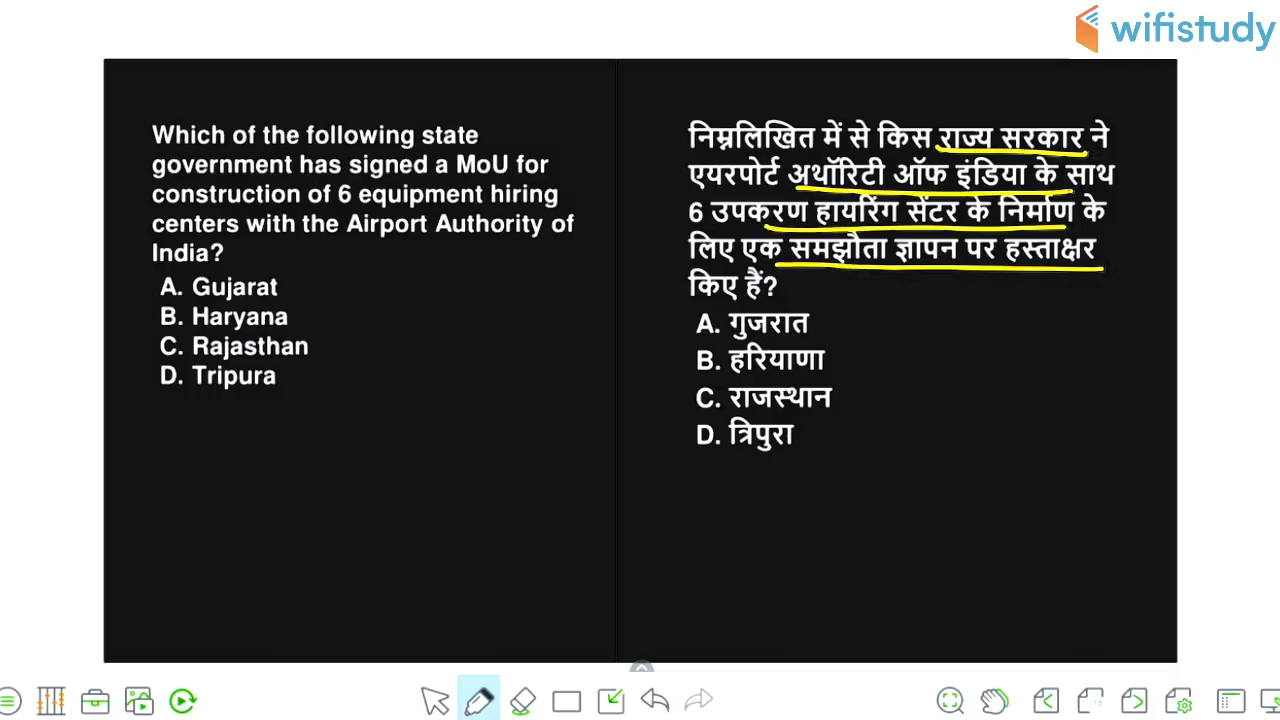 wifistudy
Which of the following state
government has signed a MoU for
construction of 6 equipment hiring
centers with the Airport Authority of
India?
A. Gujarat
B. Haryana
C. Rajasthan
D. Tripura
निम्नलिखित में से किस राज्य सरकार ने
एयरपोर्ट अथॉरिटी ऑफ इंडिया के साथ
6 उपकरण हायरिंग सेंटर के निर्माण के
लिए एक समझौता ज्ञापन पर हस्ताक्षर
किए हैं?
A. गुजरात
B. हरियाणा
C. राजस्थान
D. त्रिपुरा